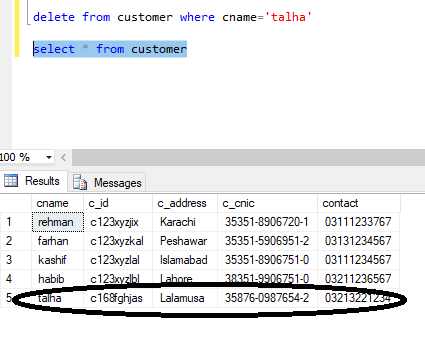 delete from customer where cname='talha'
select * from customer
100 %
Results Messages
cname c_id c_address c_cnic contact
1 rehman c123xyzjix Karachi 35351-8906720-1 03111233767
2 farhan c123xyzkal Peshawar 35351-5906951-2 03131234567
3 kashif c123xyzlal Islamabad 35351-8906751-0 03111234567
4 habib c123xyzlbl Lahore 38351-9906751-0 03211236567
5 talha c168fghjas Lalamusa 35876-0987654-2 03213221234